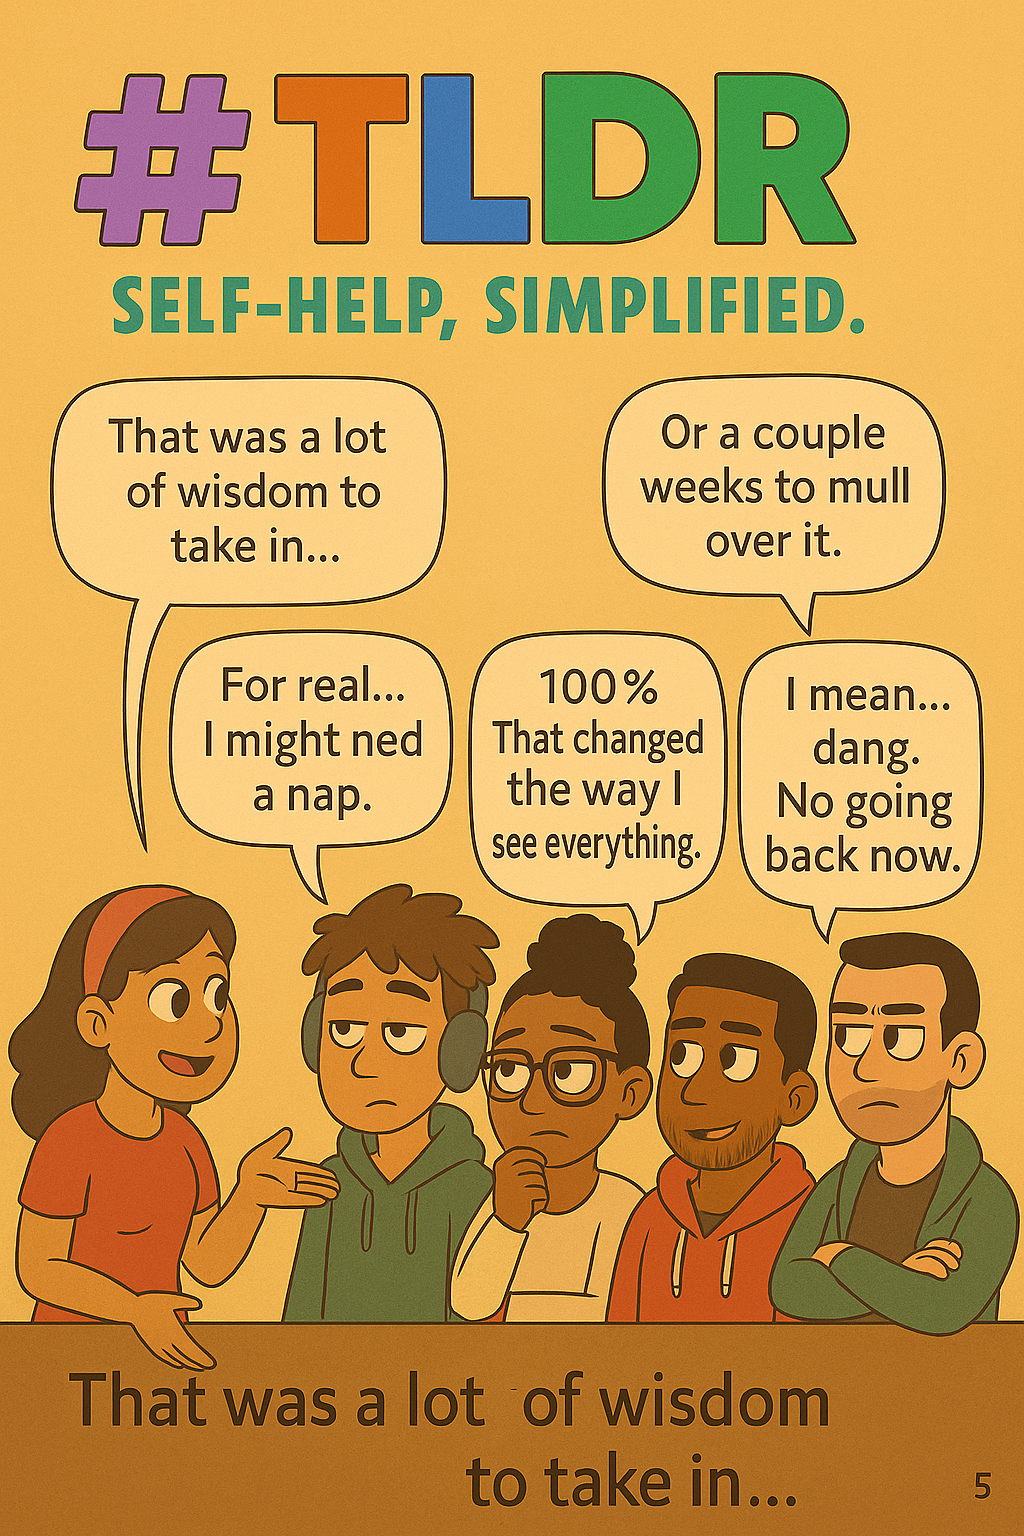 #TLDR
SELF-HELP, SIMPLIFIED.
That was a lot
of wisdom to
take in...
Or a couple
weeks to mull
over it.
For real...
I might ned
a nap.
100%
That changed
the way I
see everything.
I mean...
dang.
No going
back now.
That was a lot of wisdom
to take in...
5